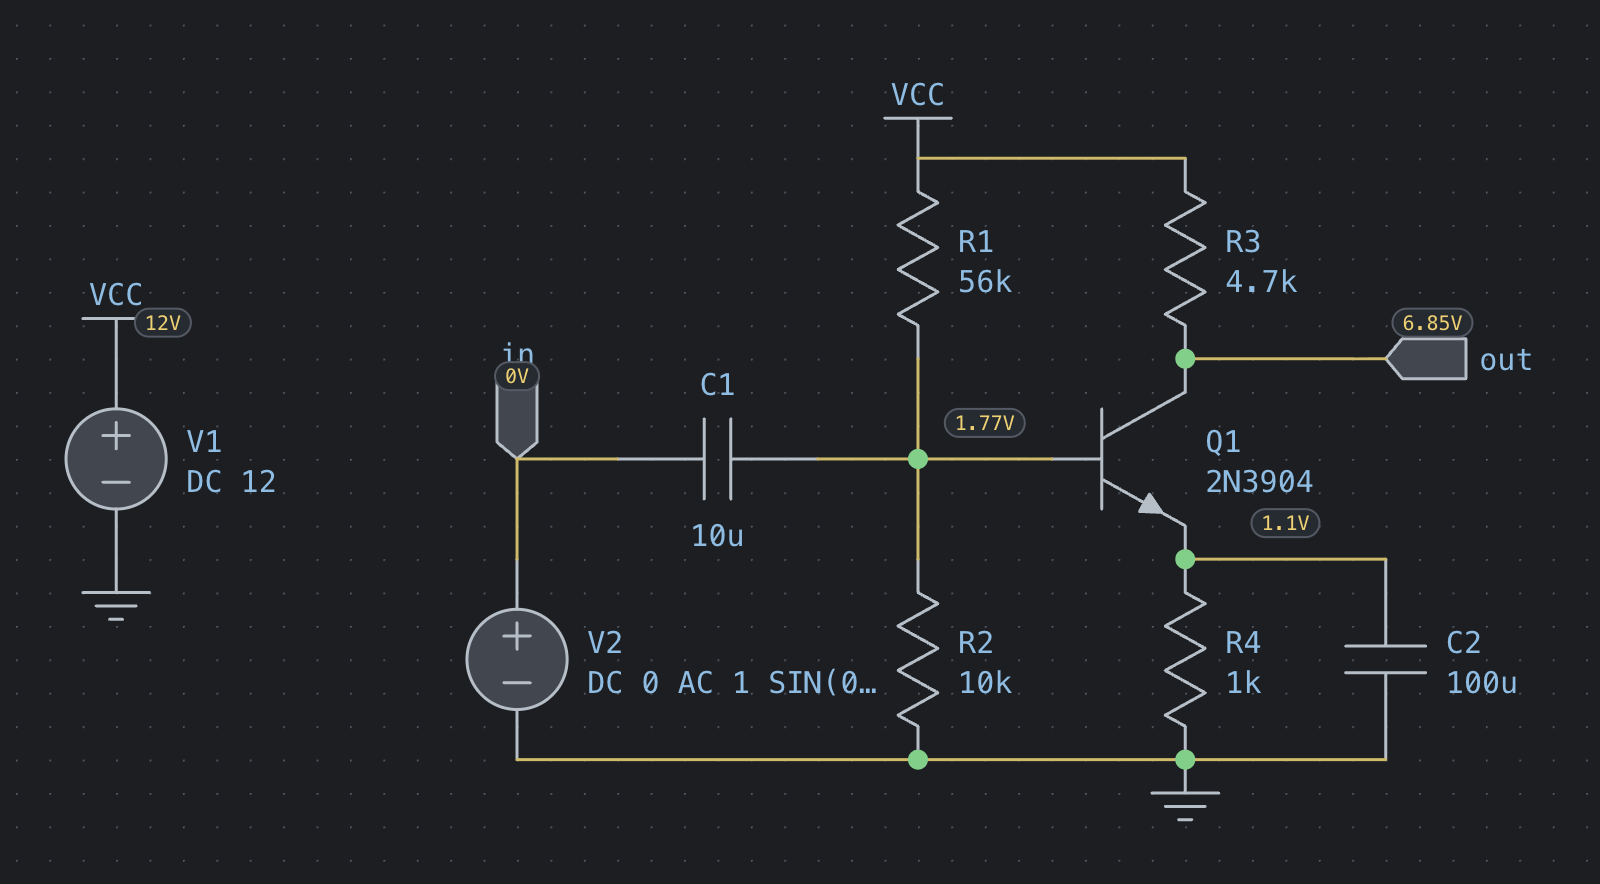 VCC
R1
56k
R3
4.7k
VCC
12V
6.85V
out
in
0V
C1
1.77V
V1
DC 12
Q1
2N3904
10u
1.1V
V2
DC 0 AC 1 SIN(0…
R2
10k
R4
1k
C2
100u